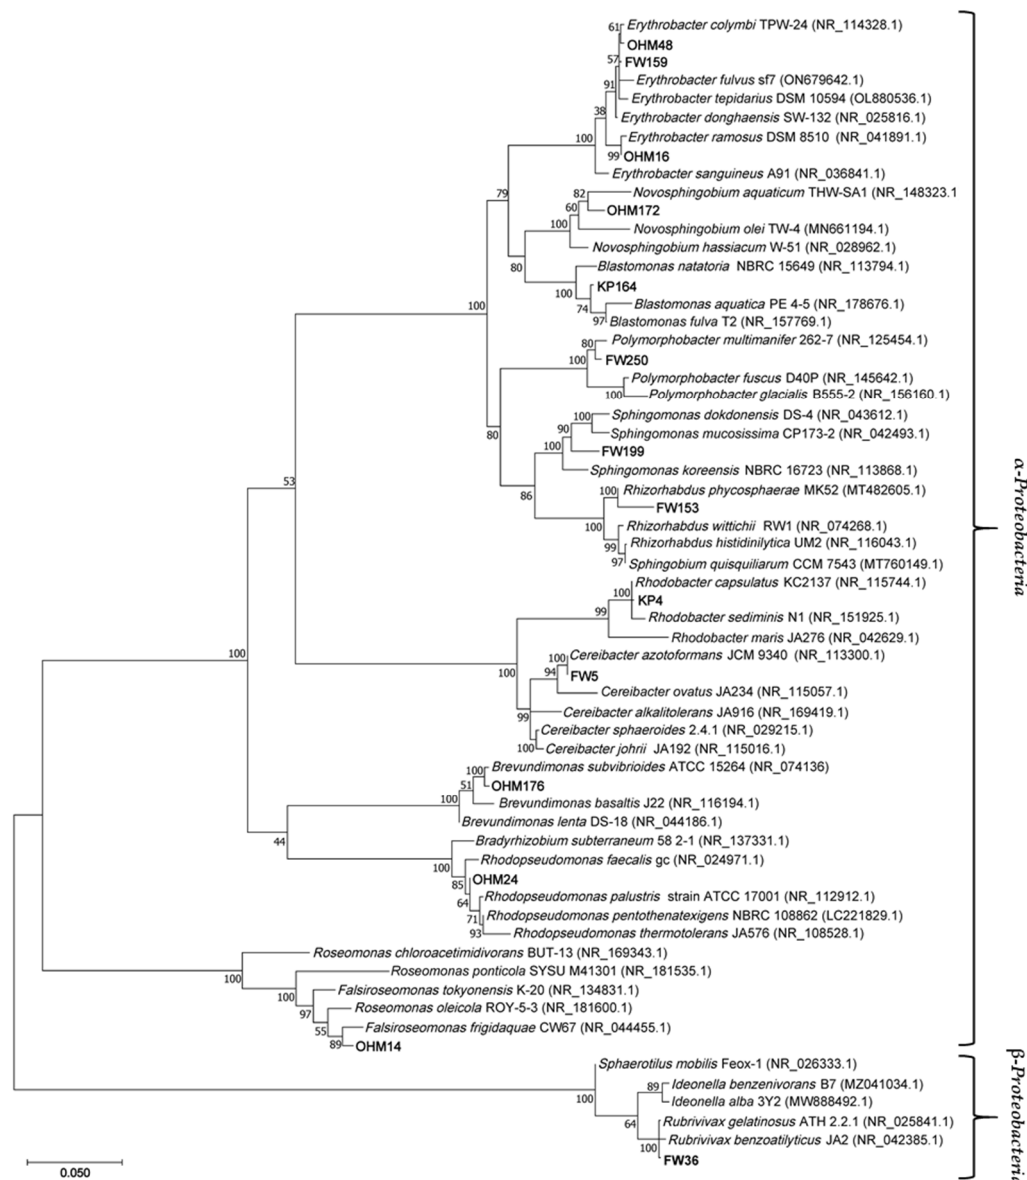 61
Erythrobacter colymbi TPW-24 (NR_114328.1)
OHM48
57
FW159
91
Erythrobacter fulvus sf7 (ON679642.1)
Erythrobacter tepidarius DSM 10594 (OL880536.1)
38
Erythrobacter donghaensis SW-132 (NR_025816.1)
100
Erythrobacter ramosus DSM 8510 (NR_041891.1)
99
OHM16
Erythrobacter sanguineus A91 (NR_036841.1)
79
82
Novosphingobium aquaticum THW-SA1 (NR_148323.1
60
OHM172
100
Novosphingobium olei TW-4 (MN661194.1)
Novosphingobium hassiacum W-51 (NR_028962.1)
80
Blastomonas natatoria NBRC 15649 (NR_113794.1)
100
KP164
74
Blastomonas aquatica PE 4-5 (NR_178676.1)
100
97
Blastomonas fulva T2 (NR_157769.1)
80
Polymorphobacter multimanifer 262-7 (NR_125454.1)
100
FW250
Polymorphobacter fuscus D40P (NR_145642.1)
100
Polymorphobacter glacialis B555-2 (NR_156160.1)
80
100
Sphingomonas dokdonensis DS-4 (NR_043612.1)
90
Sphingomonas mucosissima CP173-2 (NR_042493.1)
100
FW199
Sphingomonas koreensis NBRC 16723 (NR_113868.1)
53
86
100
Rhizorhabdus phycosphaerae MK52 (MT482605.1)
FW153
100
Rhizorhabdus wittichii RW1 (NR_074268.1)
99
Rhizorhabdus histidinilytica UM2 (NR_116043.1)
97
Sphingobium quisquiliarum CCM 7543 (MT760149.1)
Rhodobacter capsulatus KC2137 (NR_115744.1)
100
KP4
99
Rhodobacter sediminis N1 (NR_151925.1)
Rhodobacter maris JA276 (NR_042629.1)
100
100
Cereibacter azotoformans JCM 9340 (NR_113300.1)
100
94
FW5
Cereibacter ovatus JA234 (NR_115057.1)
99
Cereibacter alkalitolerans JA916 (NR_169419.1)
Cereibacter sphaeroides 2.4.1 (NR_029215.1)
100
Cereibacter johrii JA192 (NR_115016.1)
100
Brevundimonas subvibrioides ATCC 15264 (NR_074136)
51
OHM176
100
Brevundimonas basaltis J22 (NR_116194.1)
Brevundimonas lenta DS-18 (NR_044186.1)
44
Bradyrhizobium subterraneum 58 2-1 (NR_137331.1)
100
Rhodopseudomonas faecalis gc (NR_024971.1)
85
OHM24
64
Rhodopseudomonas palustris strain ATCC 17001 (NR_112912.1)
71
Rhodopseudomonas pentothenatexigens NBRC 108862 (LC221829.1)
93
Rhodopseudomonas thermotolerans JA576 (NR_108528.1)
Roseomonas chloroacetimidivorans BUT-13 (NR_169343.1)
100
Roseomonas ponticola SYSU M41301 (NR_181535.1)
100
Falsiroseomonas tokyonensis K-20 (NR_134831.1)
97
Roseomonas oleicola ROY-5-3 (NR_181600.1)
55
Falsiroseomonas frigidaquae CW67 (NR_044455.1)
89
OHM14
α-Proteobacteria
Sphaerotilus mobilis Feox-1 (NR_026333.1)
100
89
Ideonella benzenivorans B7 (MZ041034.1)
Ideonella alba 3Y2 (MW888492.1)
64
Rubrivivax gelatinosus ATH 2.2.1 (NR_025841.1)
Rubrivivax benzoatilyticus JA2 (NR_042385.1)
100
FW36
β-Proteobacteria
0.050